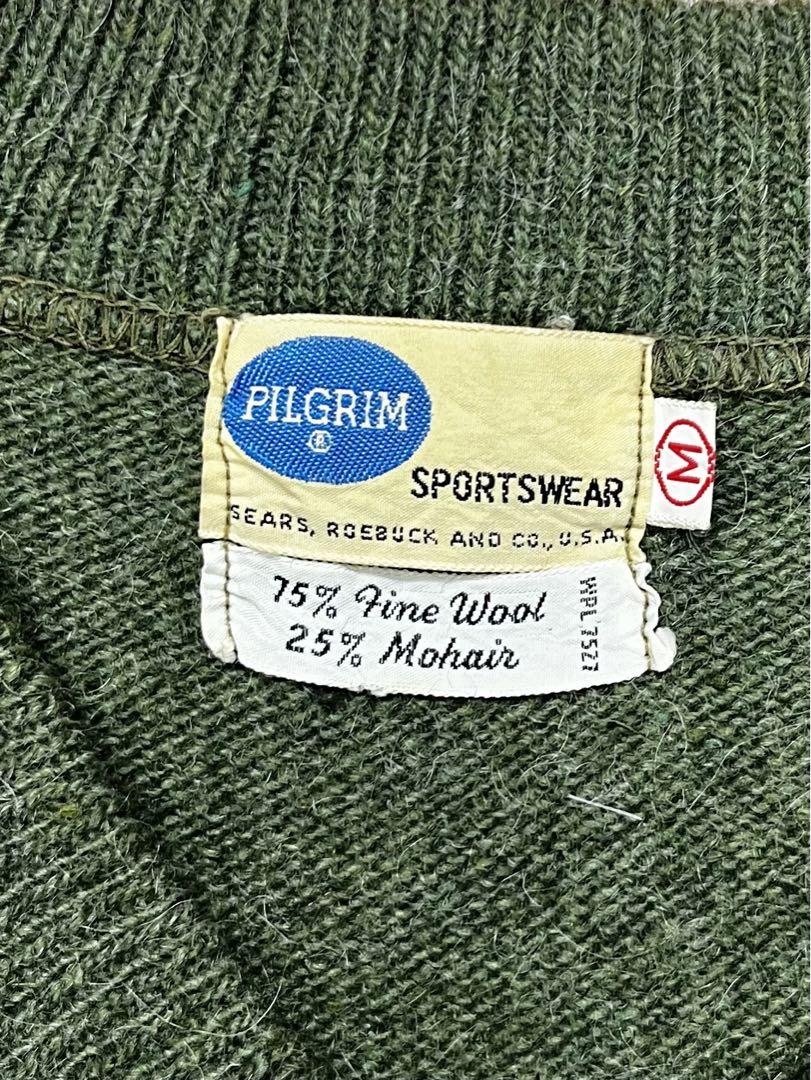 PILGRIM
®
SPORTSWEAR
M
SEARS, ROEBUCK AND CO., U.S.A.
75% Fine Wool
25% Mohair
WPL 7527